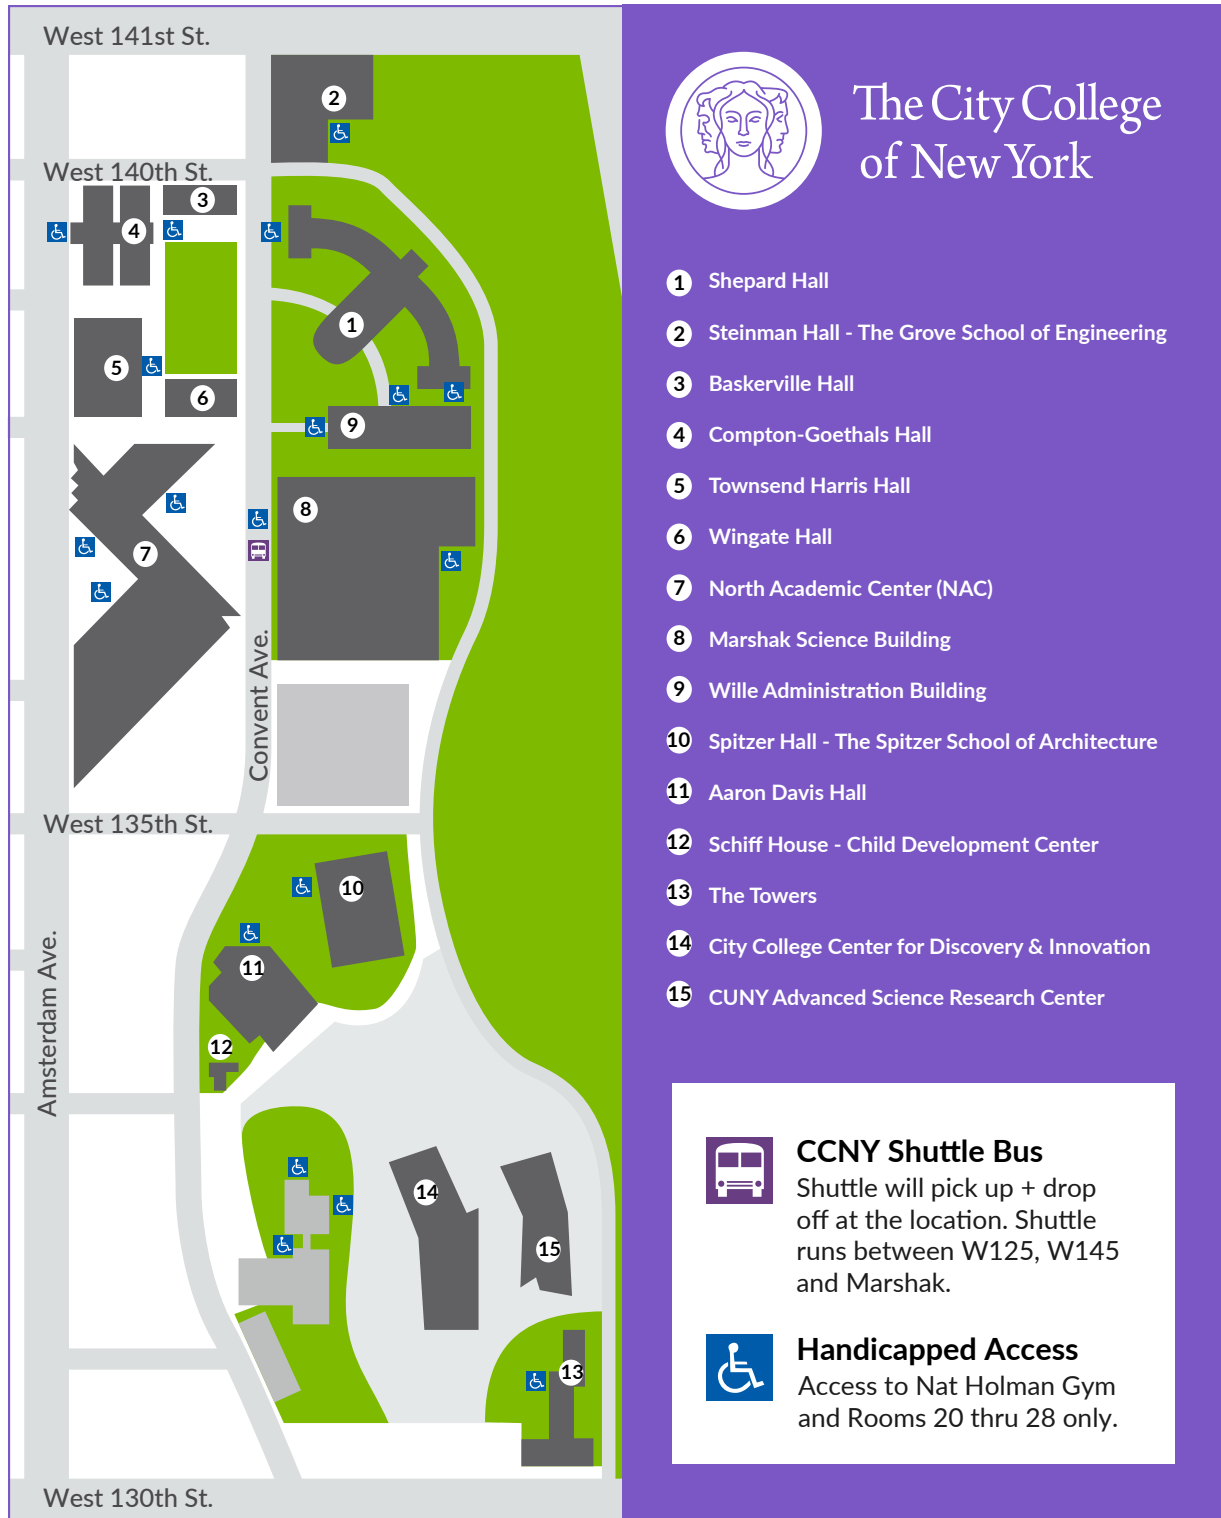 West 141st St.
2
West 140th St.
3
4
1
5
6
9
8
7
Convent Ave.
West 135th St.
10
11
Amsterdam Ave.
12
14
15
13
West 130th St.
The City College
of New York
1 Shepard Hall
2 Steinman Hall - The Grove School of Engineering
3 Baskerville Hall
4 Compton-Goethals Hall
5 Townsend Harris Hall
6 Wingate Hall
7 North Academic Center (NAC)
8 Marshak Science Building
9 Wille Administration Building
10 Spitzer Hall - The Spitzer School of Architecture
11 Aaron Davis Hall
12 Schiff House - Child Development Center
13 The Towers
14 City College Center for Discovery & Innovation
15 CUNY Advanced Science Research Center
CCNY Shuttle Bus
Shuttle will pick up + drop
off at the location. Shuttle
runs between W125, W145
and Marshak.
Handicapped Access
Access to Nat Holman Gym
and Rooms 20 thru 28 only.